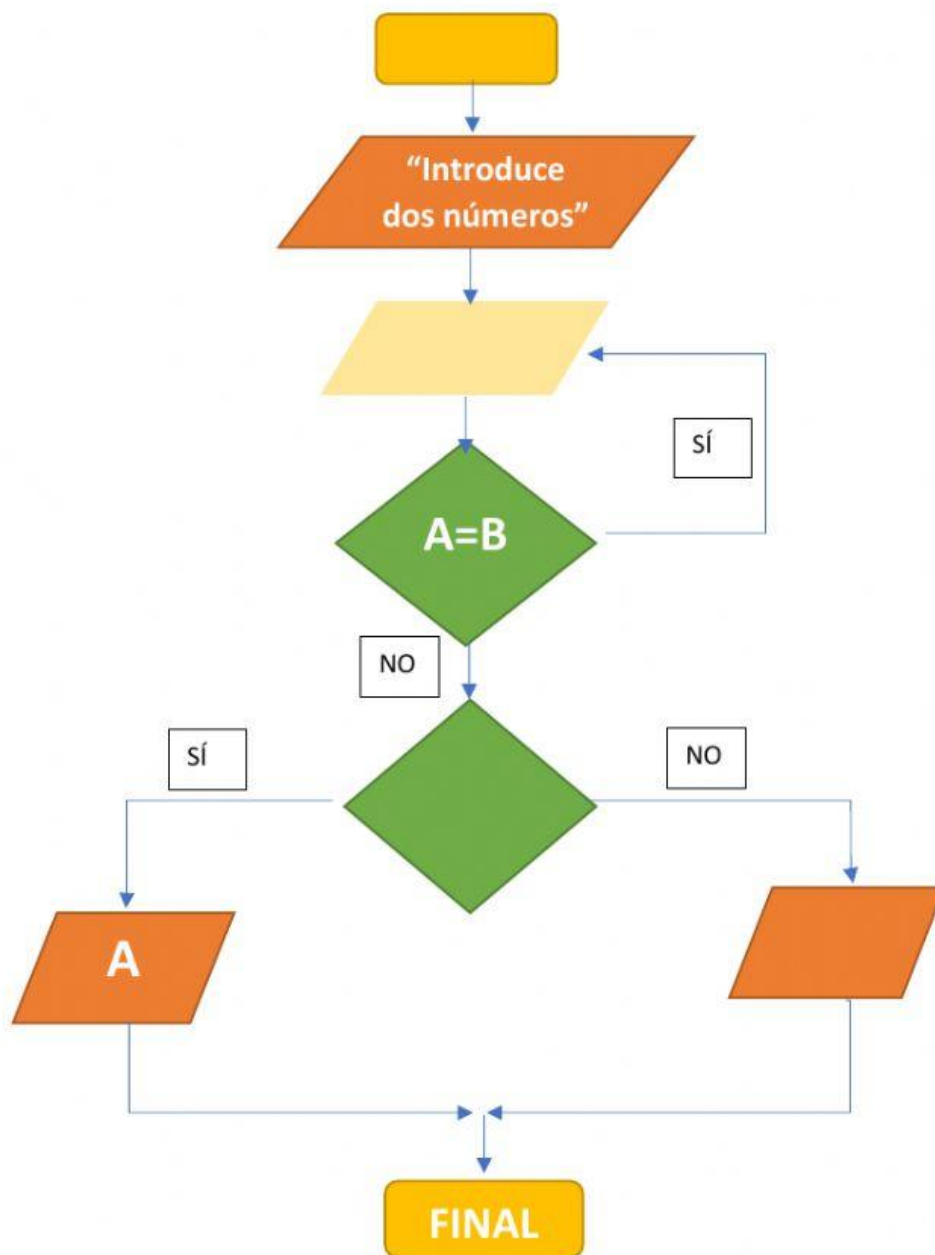 “Introduce
dos números”
SÍ
A=B
NO
SÍ
NO
A
FINAL